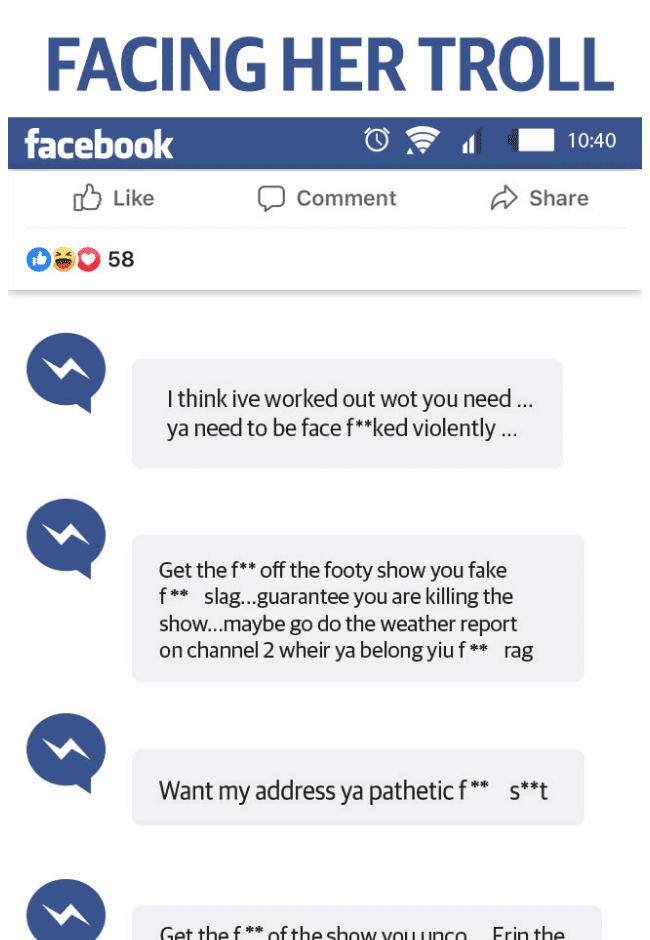 FACING HER TROLL
facebook 10:40
Like Comment Share
58
I think ive worked out wot you need ...
ya need to be face f**ked violently ...
Get the f** off the footy show you fake
f** slag...guarantee you are killing the
show...maybe go do the weather report
on channel 2 wheir ya belong yiu f** rag
Want my address ya pathetic f** s**t
Get the f** of the show you unco... Erin the